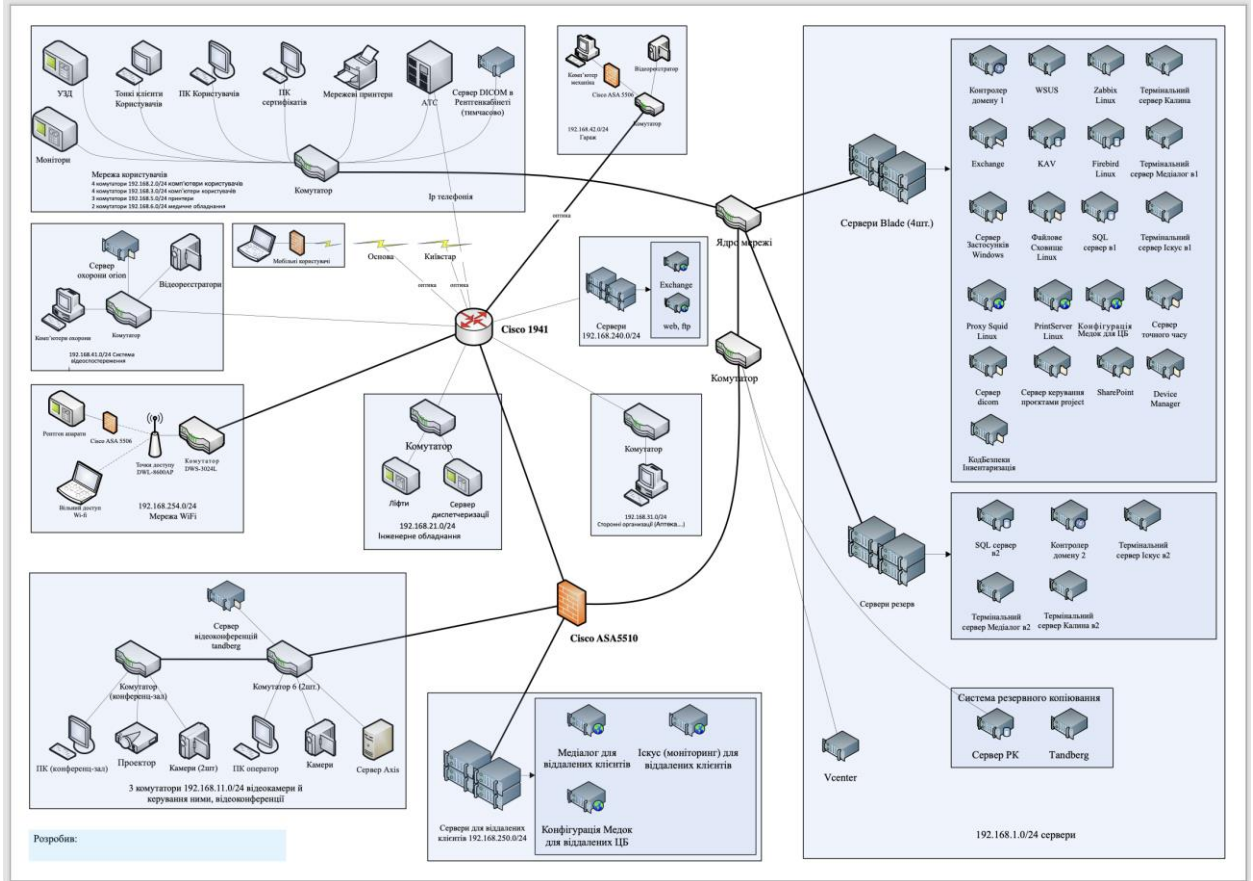 УЗД
Тонкі клієнти
Користувачів
ПК Користувачів
ПК
сертифікатів
Мережеві принтери
АТС
Сервер DICOM в
Рентгенкабінеті
(тимчасово)
Монітори
Комутатор
Мережа користувачів
4 комутатори 192.168.2.0/24 комп'ютери користувачів
4 комутатори 192.168.3.0/24 комп'ютери користувачів
3 комутатори 192.168.5.0/24 принтери
2 комутатори 192.168.6.0/24 медичне обладнання
Ір телефонія
Комп'ютер
механіка
Відеореєстратор
Cisco ASA 5506
192.168.42.0/24
Гараж
Комутатор
оптика
Сервер
охорони orion
Відеореєстратори
Комп'ютери охорони
Комутатор
192.168.41.0/24 Система
відеоспостереження
Мобільні користувачі
Основа
Київстар
оптика
оптика
Cisco 1941
Сервери
192.168.240.0/24
Exchange
web, ftp
Ядро мережі
Комутатор
Рентген апарати
Cisco ASA 5506
Точки доступу
DWL-8600AP
Комутатор
DWS-3024L
Вільний доступ
Wi-fi
192.168.254.0/24
Мережа WiFi
Комутатор
Ліфти
Сервер
диспетчеризації
192.168.21.0/24
Інженерне обладнання
Комутатор
192.168.31.0/24
Сторонні організації (Аптека...)
Cisco ASA5510
Сервер
відеоконференцій
tandberg
Комутатор
(конференц-зал)
Комутатор 6 (2шт.)
ПК (конференц-зал)
Проектор
Камери (2шт)
ПК оператор
Камери
Сервер Axis
3 комутатори 192.168.11.0/24 відеокамери й
керування ними, відеоконференції
Розробив:
Сервери для віддалених
клієнтів 192.168.250.0/24
Медіалог для
віддалених клієнтів
Іскус (моніторинг) для
віддалених клієнтів
Конфігурація Медок
для віддалених ЦБ
Сервери Blade (4шт.)
Контролер
домену 1
WSUS
Zabbix
Linux
Термінальний
сервер Калина
Exchange
KAV
Firebird
Linux
Термінальний
сервер Медіалог в1
Сервер
Застосунків
Windows
Файлове
Сховище
Linux
SQL
сервер в1
Термінальний
сервер Іскус в1
Proxy Squid
Linux
PrintServer
Linux
Конфігурація
Медок для ЦБ
Сервер
точного часу
Сервер
dicom
Сервер керування
проєктами project
SharePoint
Device
Manager
КодБезпеки
Інвентаризація
Сервери резерв
SQL сервер
в2
Контролер
домену 2
Термінальний
сервер Іскус в2
Термінальний
сервер Медіалог в2
Термінальний
сервер Калина в2
Система резервного копіювання
Сервер РК
Tandberg
Vcenter
192.168.1.0/24 сервери